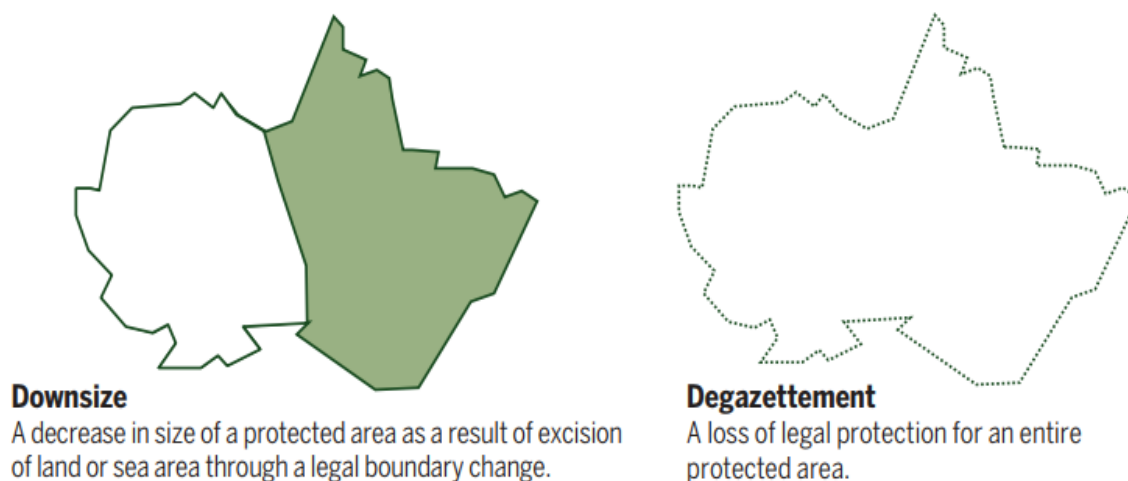 Downsize
A decrease in size of a protected area as a result of excision
of land or sea area through a legal boundary change.
Degazettement
A loss of legal protection for an entire
protected area.